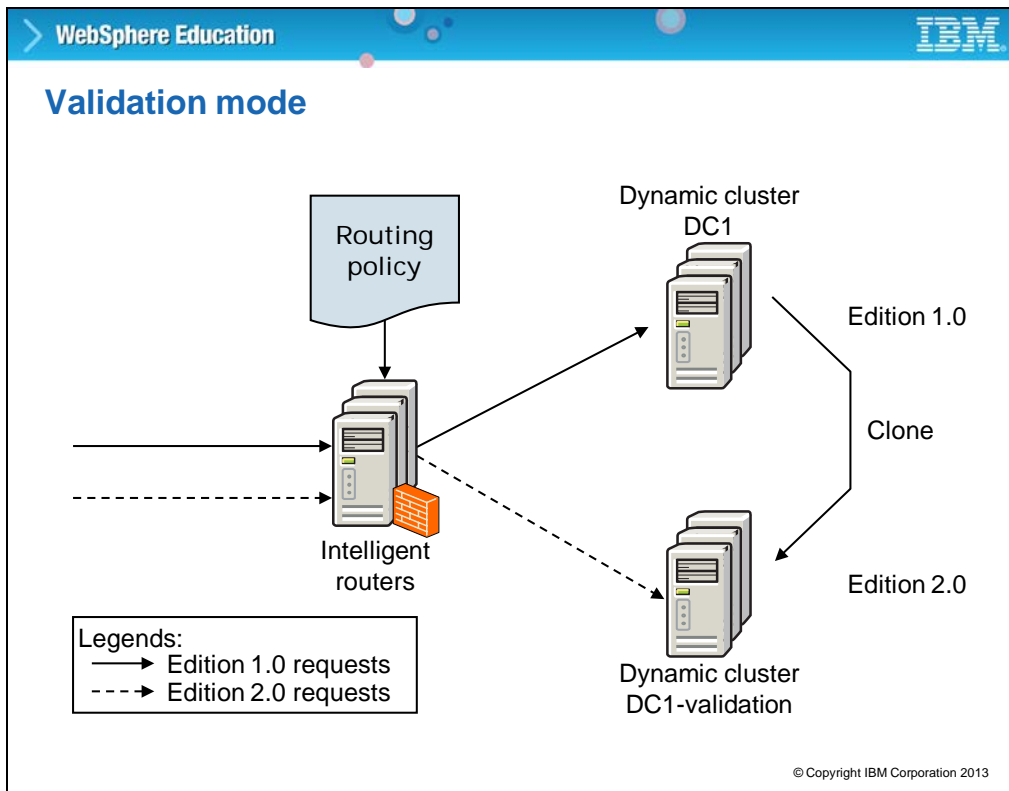 WebSphere Education
IBM
Validation mode
Routing
policy
Dynamic cluster
DC1
Edition 1.0
Clone
Intelligent
routers
Edition 2.0
Dynamic cluster
DC1-validation
Legends:
Edition 1.0 requests
Edition 2.0 requests
© Copyright IBM Corporation 2013